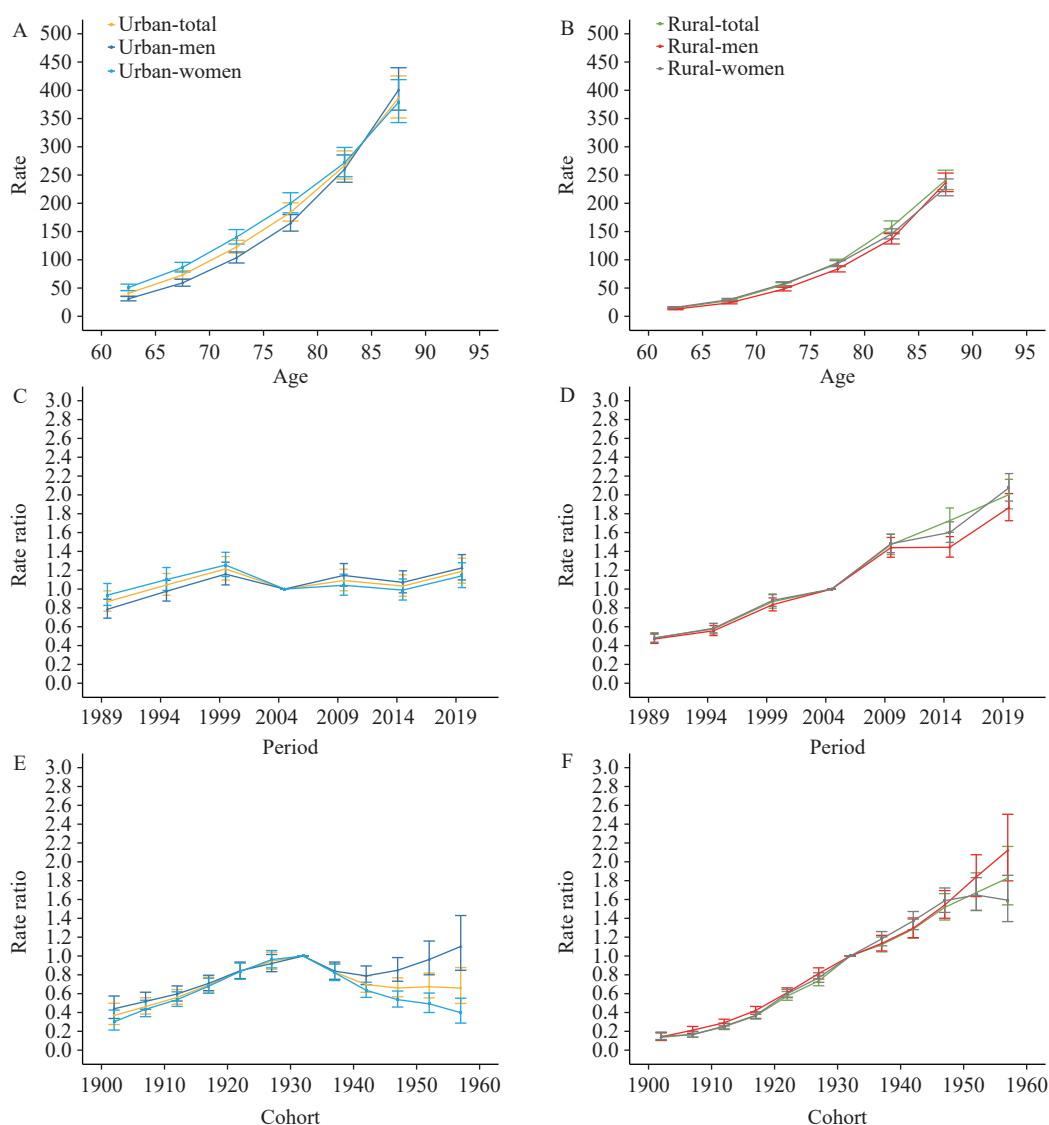 A
Urban-total
Urban-men
Urban-women
500
450
400
350
300
250
200
150
100
50
0
Rate
60 65 70 75 80 85 90 95
Age
B
Rural-total
Rural-men
Rural-women
500
450
400
350
300
250
200
150
100
50
0
Rate
60 65 70 75 80 85 90 95
Age
C
3.0
2.8
2.6
2.4
2.2
2.0
1.8
1.6
1.4
1.2
1.0
0.8
0.6
0.4
0.2
0.0
Rate ratio
1989 1994 1999 2004 2009 2014 2019
Period
D
3.0
2.8
2.6
2.4
2.2
2.0
1.8
1.6
1.4
1.2
1.0
0.8
0.6
0.4
0.2
0.0
Rate ratio
1989 1994 1999 2004 2009 2014 2019
Period
E
3.0
2.8
2.6
2.4
2.2
2.0
1.8
1.6
1.4
1.2
1.0
0.8
0.6
0.4
0.2
0.0
Rate ratio
1900 1910 1920 1930 1940 1950 1960
Cohort
F
3.0
2.8
2.6
2.4
2.2
2.0
1.8
1.6
1.4
1.2
1.0
0.8
0.6
0.4
0.2
0.0
Rate ratio
1900 1910 1920 1930 1940 1950 1960
Cohort